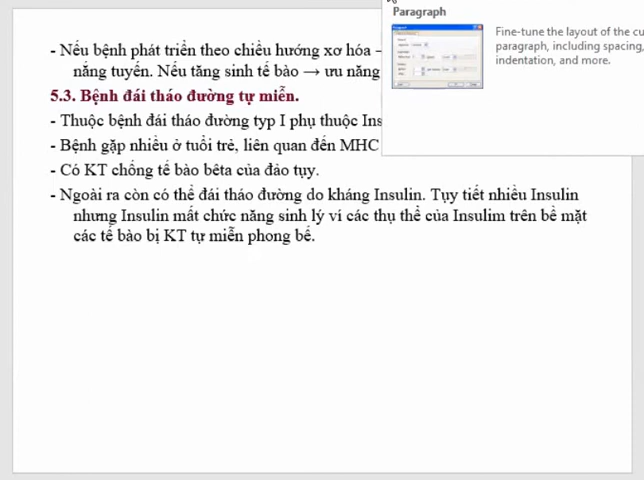 Paragraph
Fine-tune the layout of the cu
paragraph, including spacing,
indentation, and more.
- Nếu bệnh phát triển theo chiều hướng xơ hóa –
nằng tuyến. Nếu tăng sinh tế bào → ưu năng
5.3. Bệnh đái tháo đường tự miễn.
- Thuộc bệnh đái tháo đường typ I phụ thuộc Ins
- Bệnh gặp nhiều ở tuổi trẻ, liên quan đến MHC
- Có KT chống tế bào bêta của đảo tụy.
- Ngoài ra còn có thể đái tháo đường do kháng Insulin. Tụy tiết nhiều Insulin
nhưng Insulin mất chức năng sinh lý ví các thụ thể của Insulim trên bề mặt
các tế bào bị KT tự miễn phong bế.